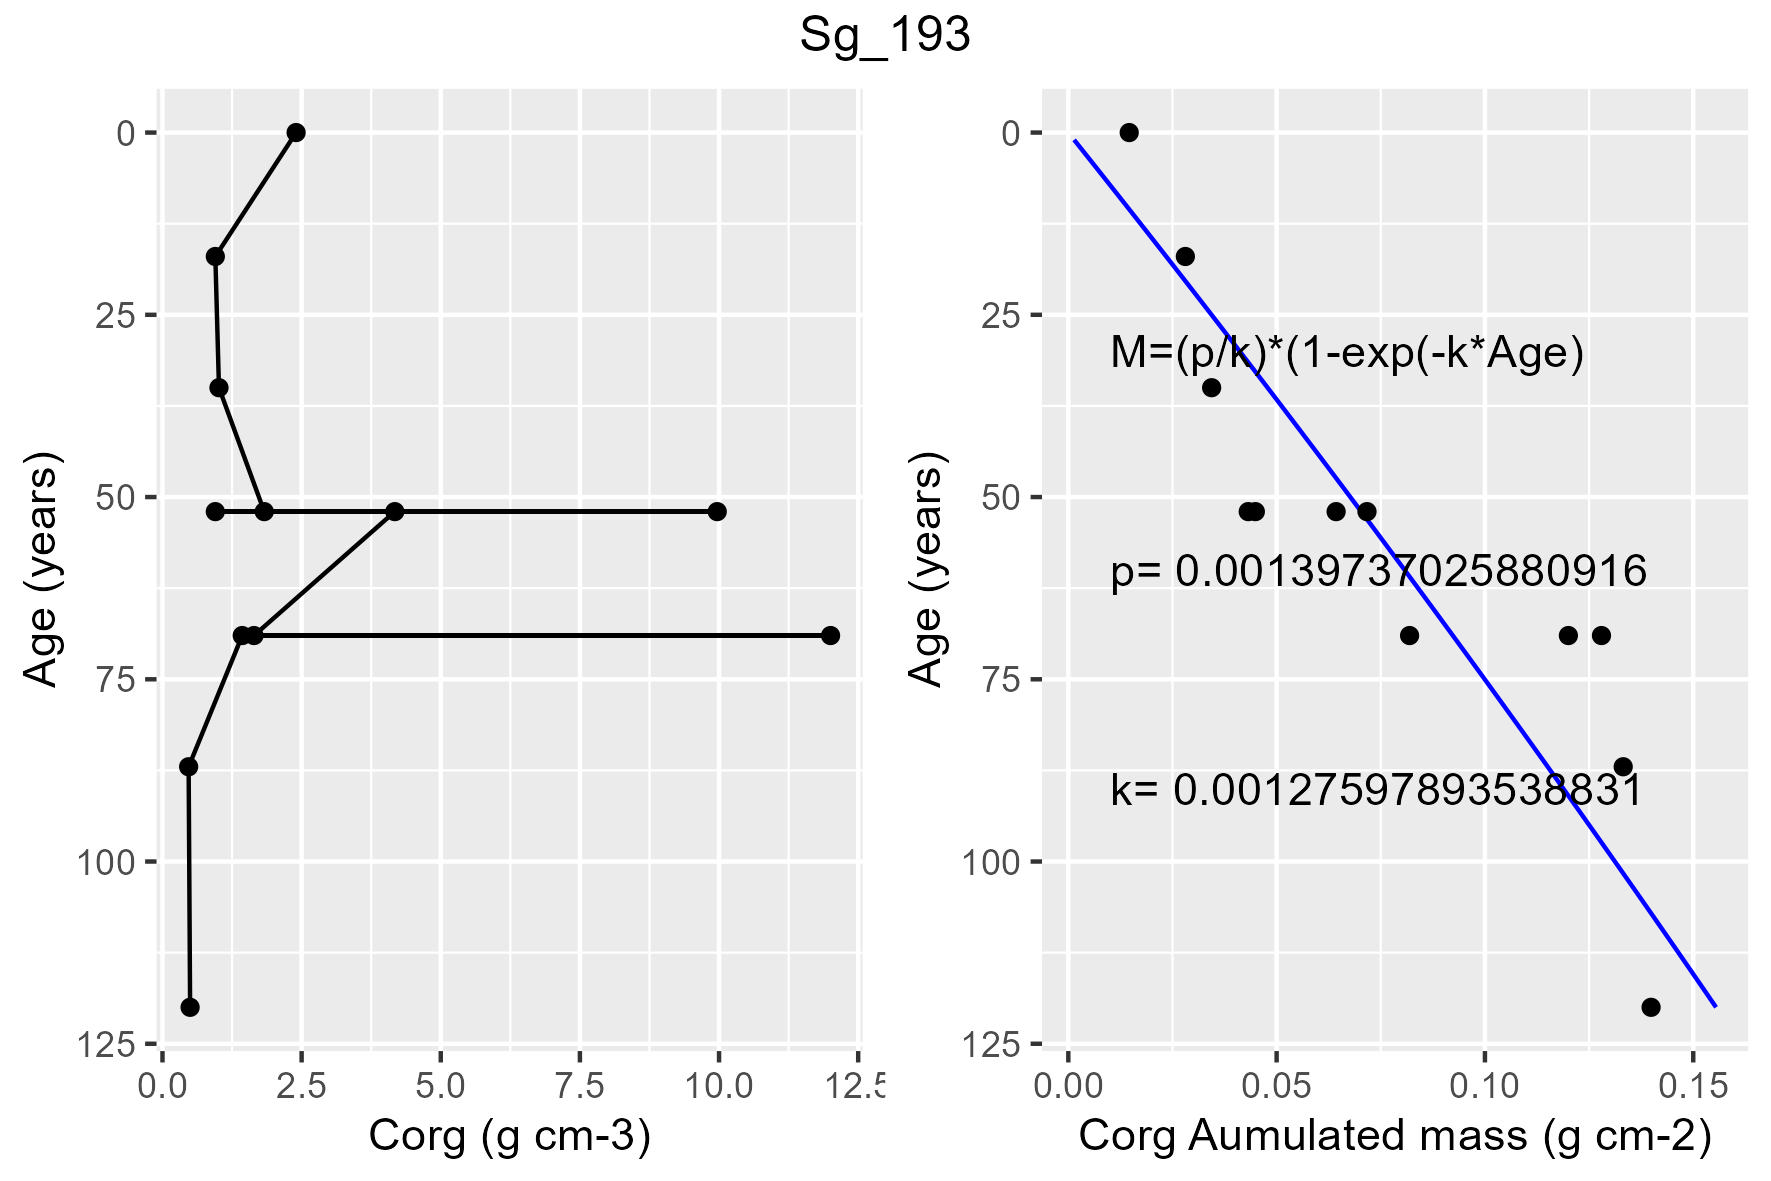 Sg_193
0
25
50
75
100
125
Age (years)
0.0 2.5 5.0 7.5 10.0 12.5
Corg (g cm-3)
0
25
50
75
100
125
Age (years)
M=(p/k)*(1-exp(-k*Age)
p= 0.00139737025880916
k= 0.00127597893538831
0.00 0.05 0.10 0.15
Corg Aumulated mass (g cm-2)